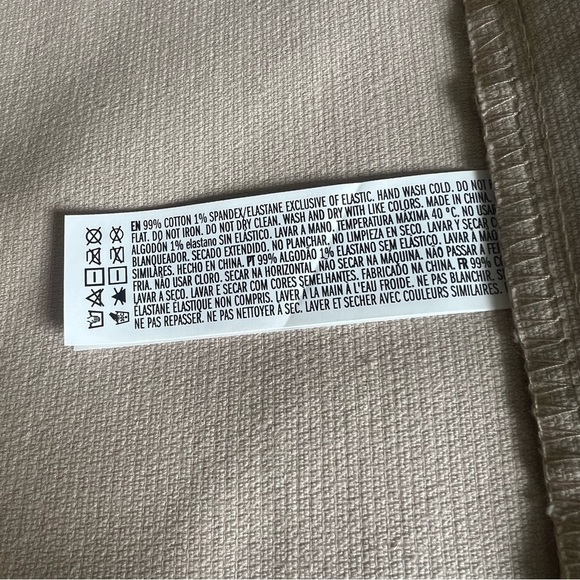 EN 99% COTTON 1% SPANDEX/ELASTANE EXCLUSIVE OF ELASTIC. HAND WASH COLD. DO NOT
FLAT. DO NOT IRON. DO NOT DRY CLEAN. WASH AND DRY WITH LIKE COLORS. MADE IN CHINA.
ALGODÓN 1% elastano SIN ELÁSTICO. LAVAR A MANO. TEMPERATURA MÁXIMA 40 °C. NO USAR
BLANQUEADOR. SECADO EXTENDIDO. NO PLANCHAR. NO LIMPIEZA EN SECO. LAVAR Y SECAR
SIMILARES. HECHO EN CHINA. PT 99% ALGODÃO 1% ELASTANO SEM ELÁSTICO. LAVAR A
FRIA. NÃO USAR CLORO. SECAR NA HORIZONTAL. NÃO SECAR NA MÁQUINA. NÃO PASSAR A
LAVAR A SECO. LAVAR E SECAR COM CORES SEMELHANTES. FABRICADO NA CHINA. FR 99%
ÉLASTANE ÉLASTIQUE NON COMPRIS. LAVER À LA MAIN À L'EAU FROIDE. NE PAS BLANCHIR.
NE PAS REPASSER. NE PAS NETTOYER À SEC. LAVER ET SÉCHER AVEC COULEURS SIMILAIRES.